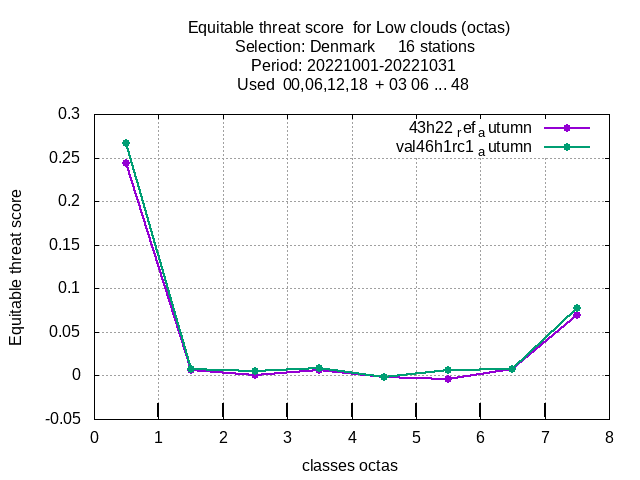 Equitable threat score  for Low clouds (octas)
Selection: Denmark     16 stations
Period: 20221001-20221031
Used  00,06,12,18  + 03 06 ... 48
0.3
43h22_ref_autumn
val46h1rc1_autumn
0.25
0.2
0.15
0.1
0.05
0
-0.05
Equitable threat score
0 1 2 3 4 5 6 7 8
classes octas